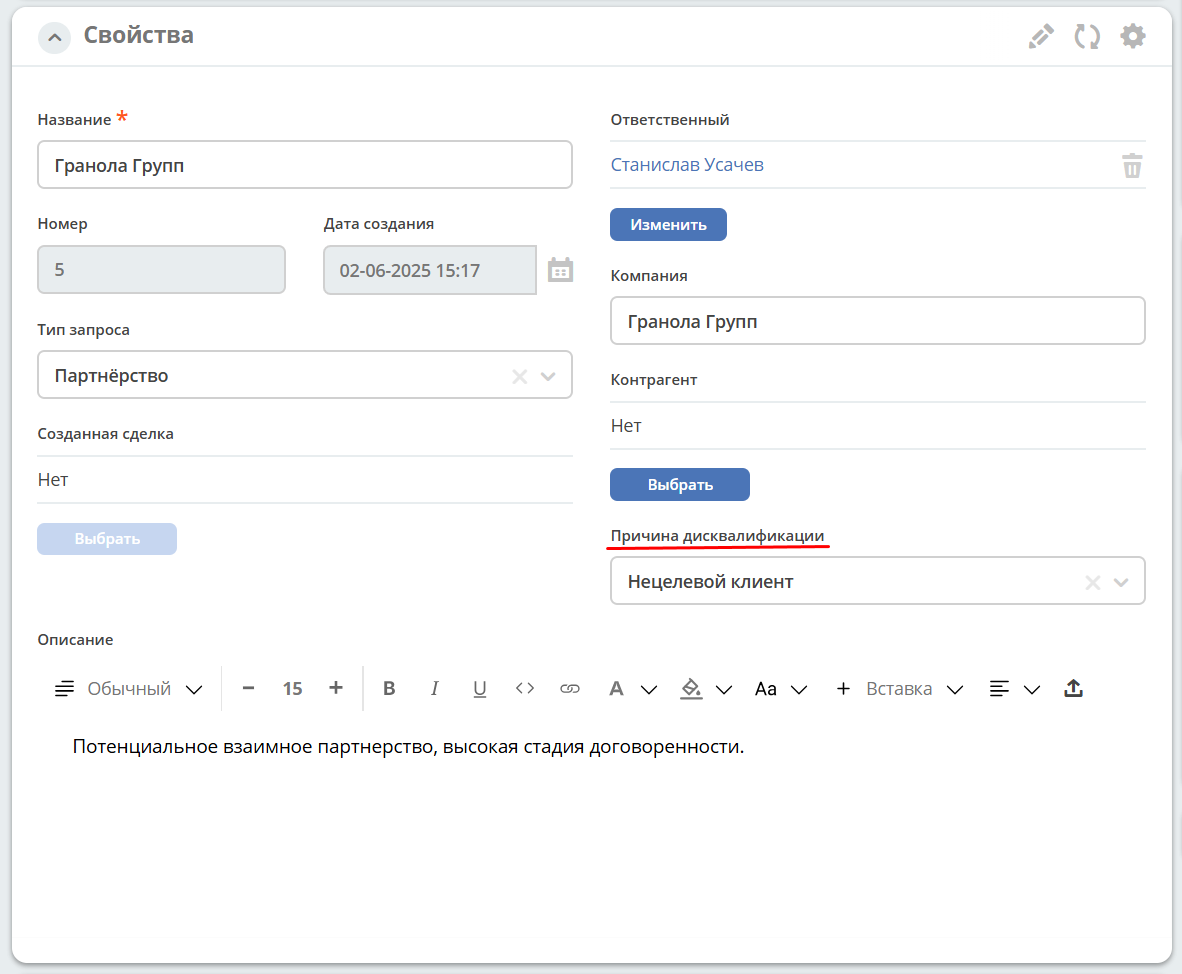 Свойства
Название *
Гранола Групп
Номер
Дата создания
5
02-06-2025 15:17
Тип запроса
Партнёрство
Созданная сделка
Нет
Выбрать
Ответственный
Станислав Усачев
Изменить
Компания
Гранола Групп
Контрагент
Нет
Выбрать
Причина дисквалификации
Нецелевой клиент
Описание
Обычный 15 B I U A Aa Вставка
Потенциальное взаимное партнерство, высокая стадия договоренности.